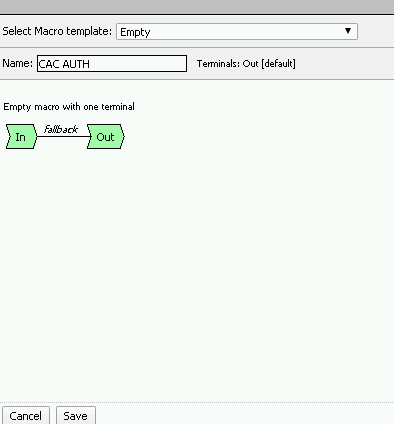 Select Macro template: Empty
Name: CAC AUTH Terminals: Out [default]
Empty macro with one terminal
In fallback Out
Cancel Save